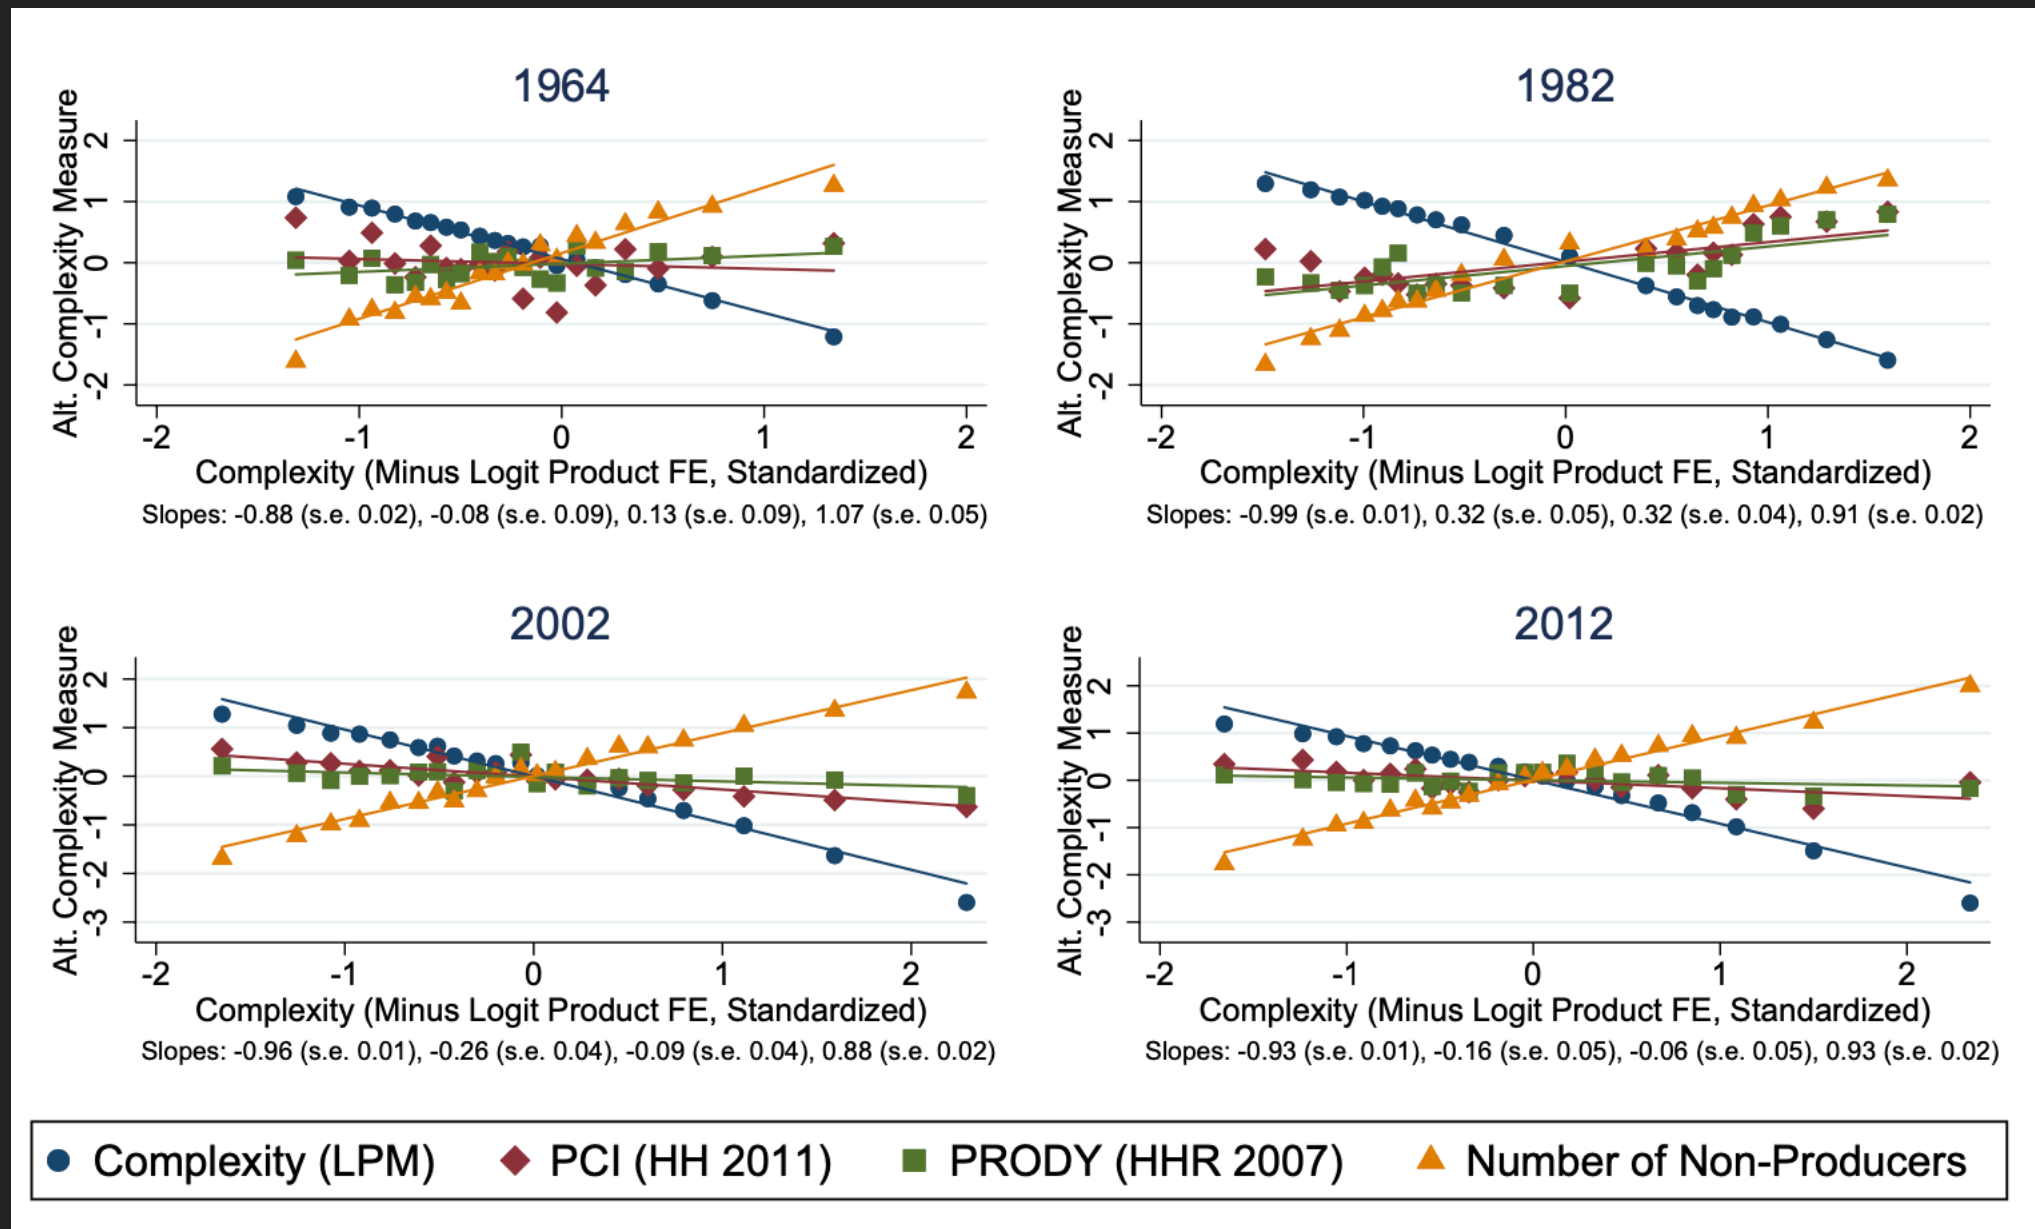 1964
Alt. Complexity Measure
2
1
0
-1
-2
-2 -1 0 1 2
Complexity (Minus Logit Product FE, Standardized)
Slopes: -0.88 (s.e. 0.02), -0.08 (s.e. 0.09), 0.13 (s.e. 0.09), 1.07 (s.e. 0.05)
1982
Alt. Complexity Measure
2
1
0
-1
-2
-2 -1 0 1 2
Complexity (Minus Logit Product FE, Standardized)
Slopes: -0.99 (s.e. 0.01), 0.32 (s.e. 0.05), 0.32 (s.e. 0.04), 0.91 (s.e. 0.02)
2002
Alt. Complexity Measure
2
1
0
-1
-2
-3
-2 -1 0 1 2
Complexity (Minus Logit Product FE, Standardized)
Slopes: -0.96 (s.e. 0.01), -0.26 (s.e. 0.04), -0.09 (s.e. 0.04), 0.88 (s.e. 0.02)
2012
Alt. Complexity Measure
2
1
0
-1
-2
-3
-2 -1 0 1 2
Complexity (Minus Logit Product FE, Standardized)
Slopes: -0.93 (s.e. 0.01), -0.16 (s.e. 0.05), -0.06 (s.e. 0.05), 0.93 (s.e. 0.02)
Complexity (LPM) PCI (HH 2011) PRODY (HHR 2007) Number of Non-Producers